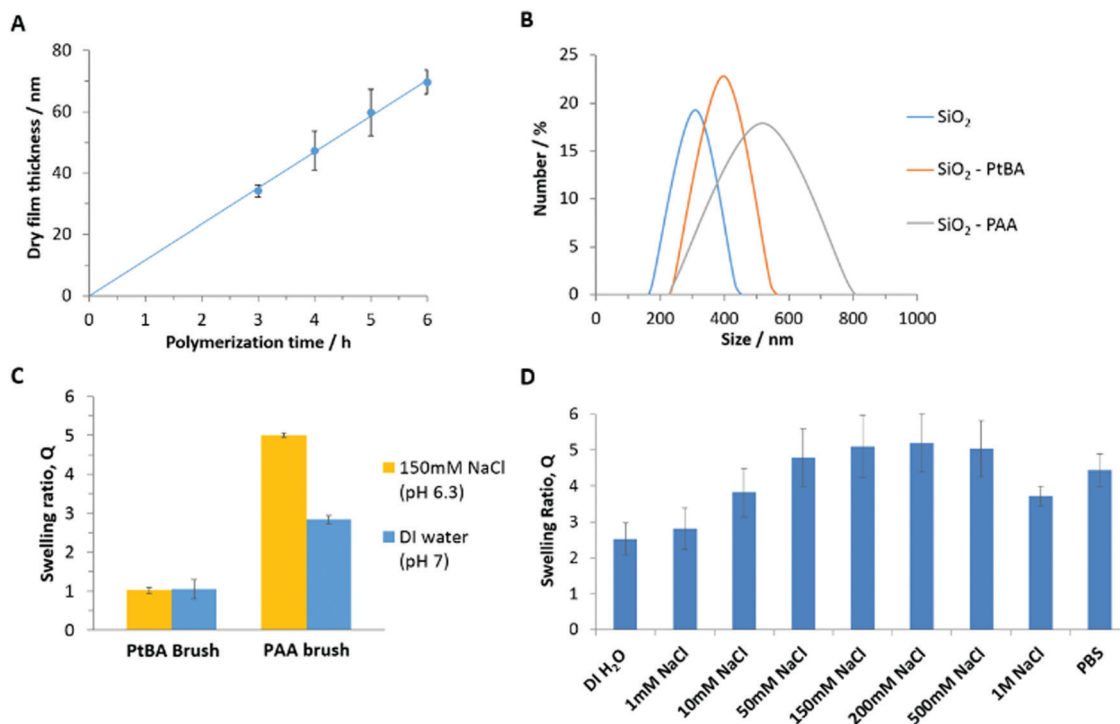 A
80
60
40
20
0
Dry film thickness / nm
0 1 2 3 4 5 6
Polymerization time / h
B
25
20
15
10
5
0
Number / %
0 200 400 600 800 1000
Size / nm
SiO₂
SiO₂ - PtBA
SiO₂ - PAA
C
6
5
4
3
2
1
0
Swelling ratio, Q
PtBA Brush PAA brush
150mM NaCl
(pH 6.3)
DI water
(pH 7)
D
6
5
4
3
2
1
0
Swelling Ratio, Q
DI H₂O
1mM NaCl
10mM NaCl
50mM NaCl
150mM NaCl
200mM NaCl
500mM NaCl
1M NaCl
PBS